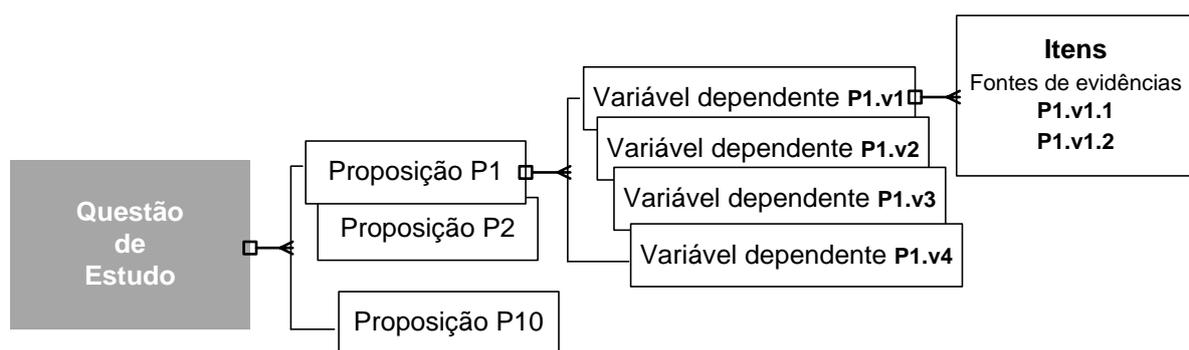 Questão
de
Estudo
Proposição P1
Proposição P2
Proposição P10
Variável dependente P1.v1
Variável dependente P1.v2
Variável dependente P1.v3
Variável dependente P1.v4
Itens
Fontes de evidências
P1.v1.1
P1.v1.2